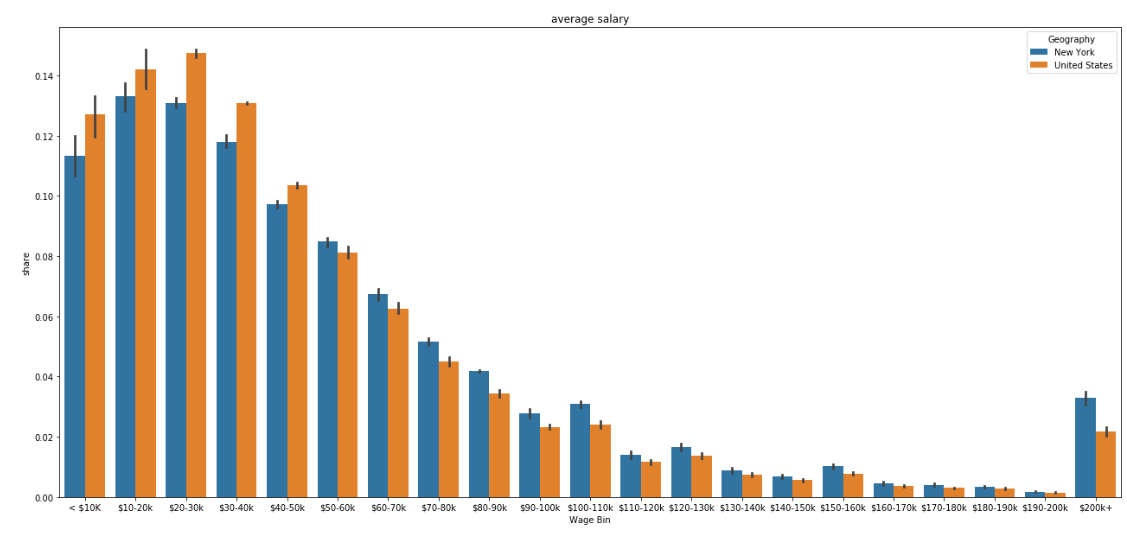 average salary
Geography
New York
United States
share
0.14
0.12
0.10
0.08
0.06
0.04
0.02
0.00
< $10K $10-20k $20-30k $30-40k $40-50k $50-60k $60-70k $70-80k $80-90k $90-100k $100-110k $110-120k $120-130k $130-140k $140-150k $150-160k $160-170k $170-180k $180-190k $190-200k $200k+
Wage Bin